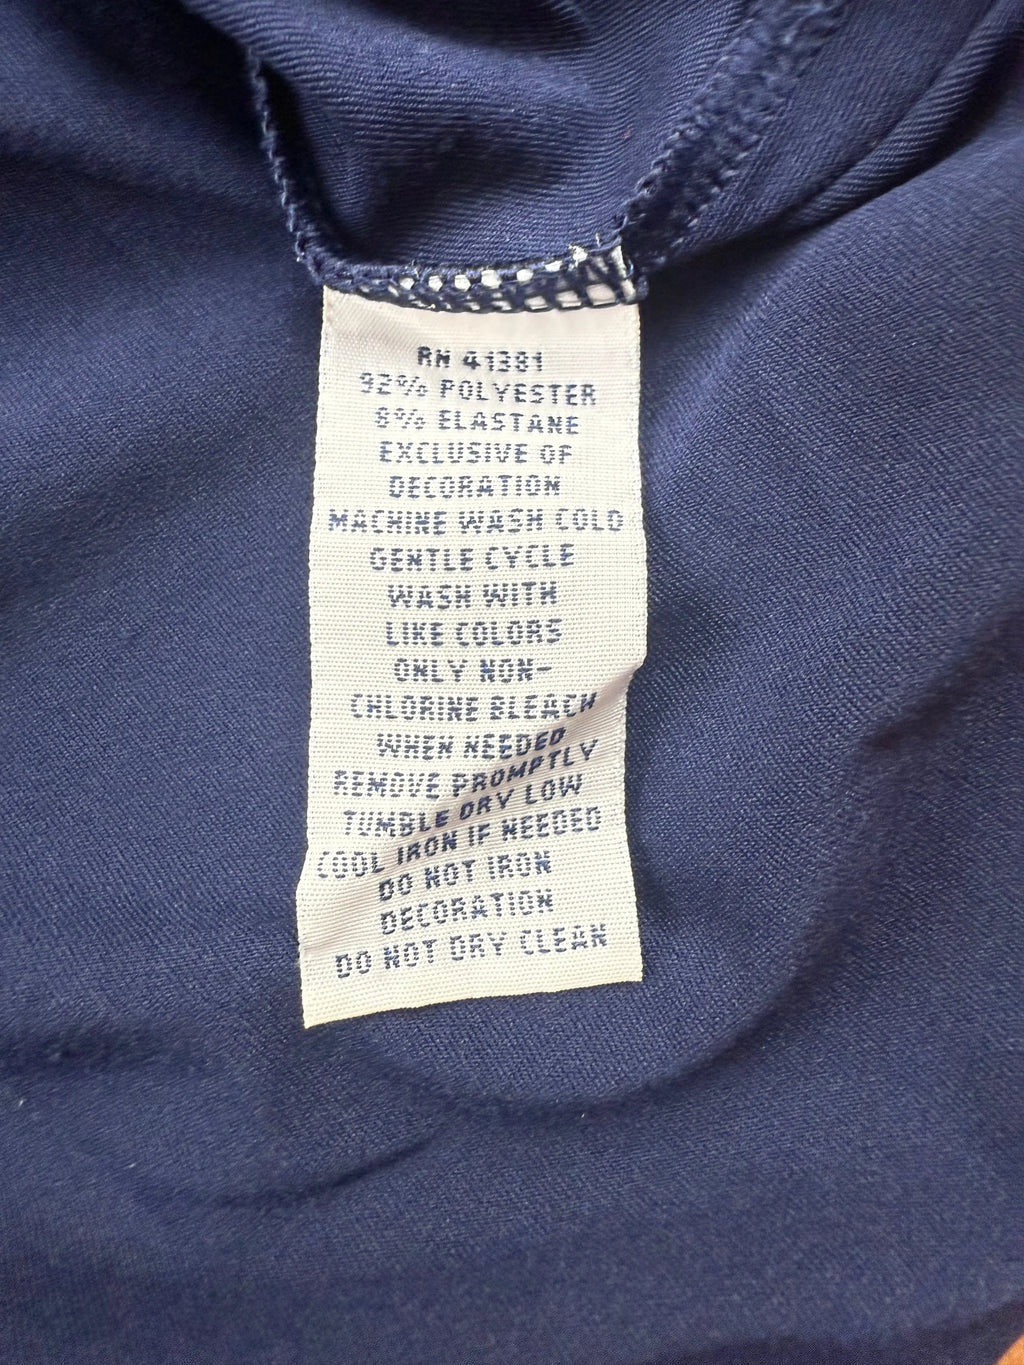 RN 41381
92% POLYESTER
8% ELASTANE
EXCLUSIVE OF
DECORATION
MACHINE WASH COLD
GENTLE CYCLE
WASH WITH
LIKE COLORS
ONLY NON-
CHLORINE BLEACH
WHEN NEEDED
REMOVE PROMPTLY
TUMBLE DRY LOW
COOL IRON IF NEEDED
DO NOT IRON
DECORATION
DO NOT DRY CLEAN